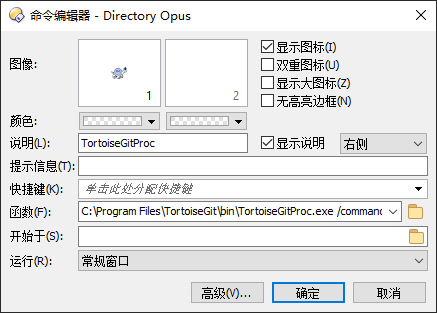 命令编辑器 - Directory Opus
图像:
1
2
显示图标(I)
双重图标(U)
显示大图标(Z)
无高亮边框(N)
颜色:
说明(L): TortoiseGitProc 显示说明 右侧
提示信息(T):
快捷键(K): 单击此处分配快捷键
函数(F): C:\Program Files\TortoiseGit\bin\TortoiseGitProc.exe /command
开始于(S):
运行(R): 常规窗口
高级(V)... 确定 取消